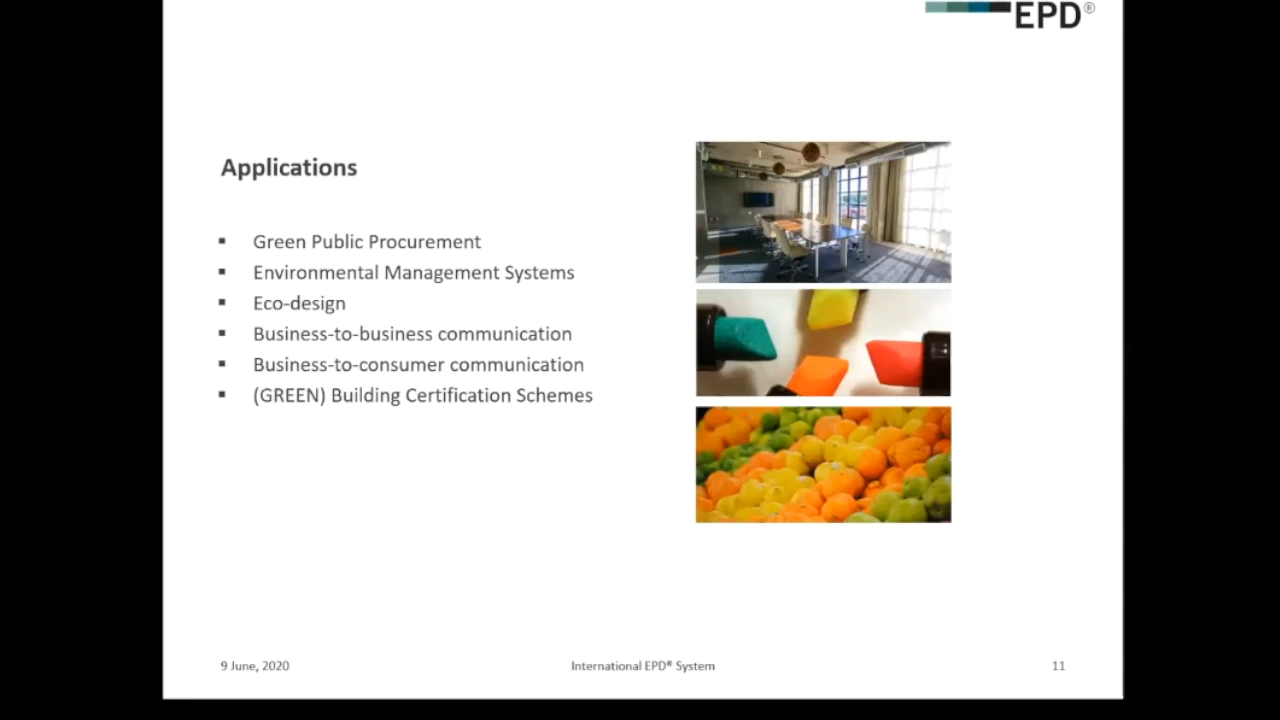 EPD®
Applications
▪ Green Public Procurement
▪ Environmental Management Systems
▪ Eco-design
▪ Business-to-business communication
▪ Business-to-consumer communication
▪ (GREEN) Building Certification Schemes
9 June, 2020
International EPD® System
11